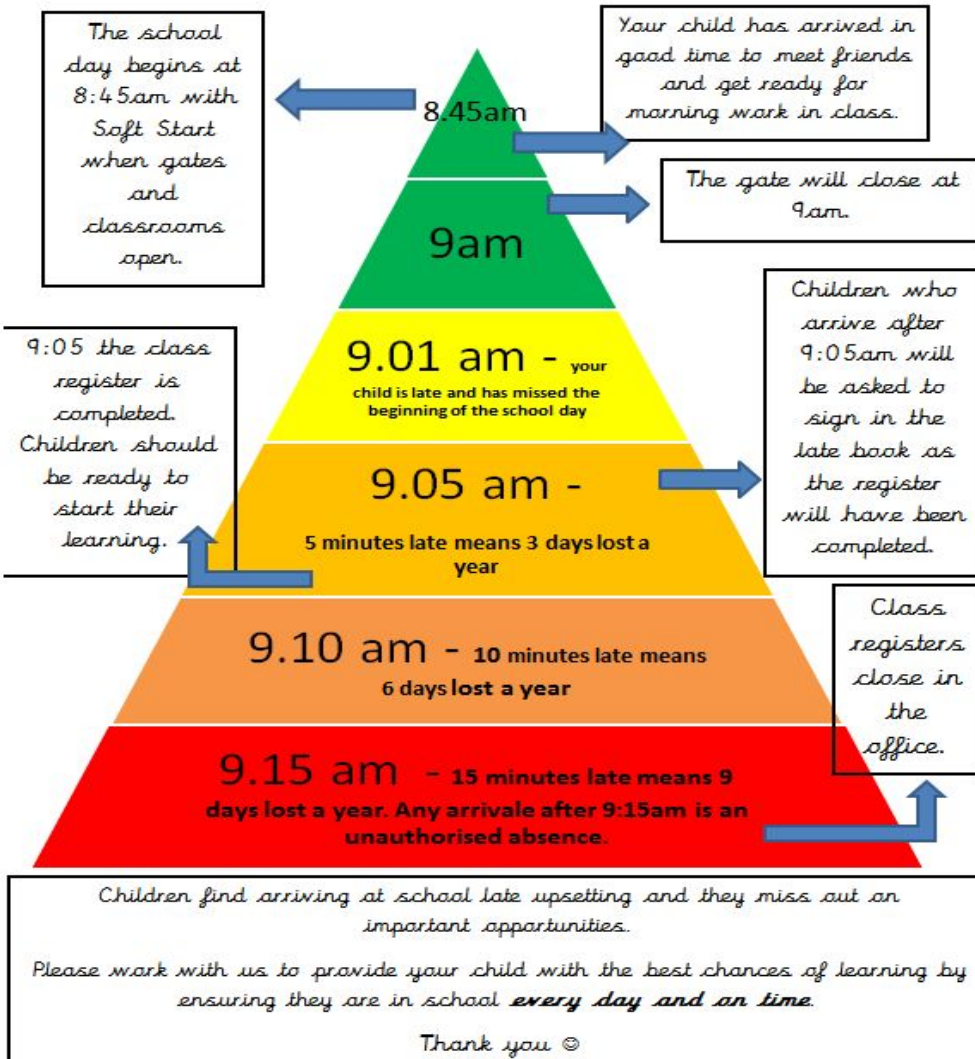 The school
day begins at
8:45am with
Soft Start
when gates
and
classrooms
open.
8.45am
Your child has arrived in
good time to meet friends
and get ready for
morning work in class.
9am
The gate will close at
9am.
9.01 am - your
child is late and has missed the
beginning of the school day
9:05 the class
register is
completed.
Children should
be ready to
start their
learning.
9.05 am -
5 minutes late means 3 days lost a
year
Children who
arrive after
9:05am will
be asked to
sign in the
late book as
the register
will have been
completed.
9.10 am - 10 minutes late means
6 days lost a year
Class
registers
close in
the
office.
9.15 am - 15 minutes late means 9
days lost a year. Any arrivale after 9:15am is an
unauthorised absence.
Children find arriving at school late upsetting and they miss out on
important opportunities.
Please work with us to provide your child with the best chances of learning by
ensuring they are in school every day and on time.
Thank you ☺